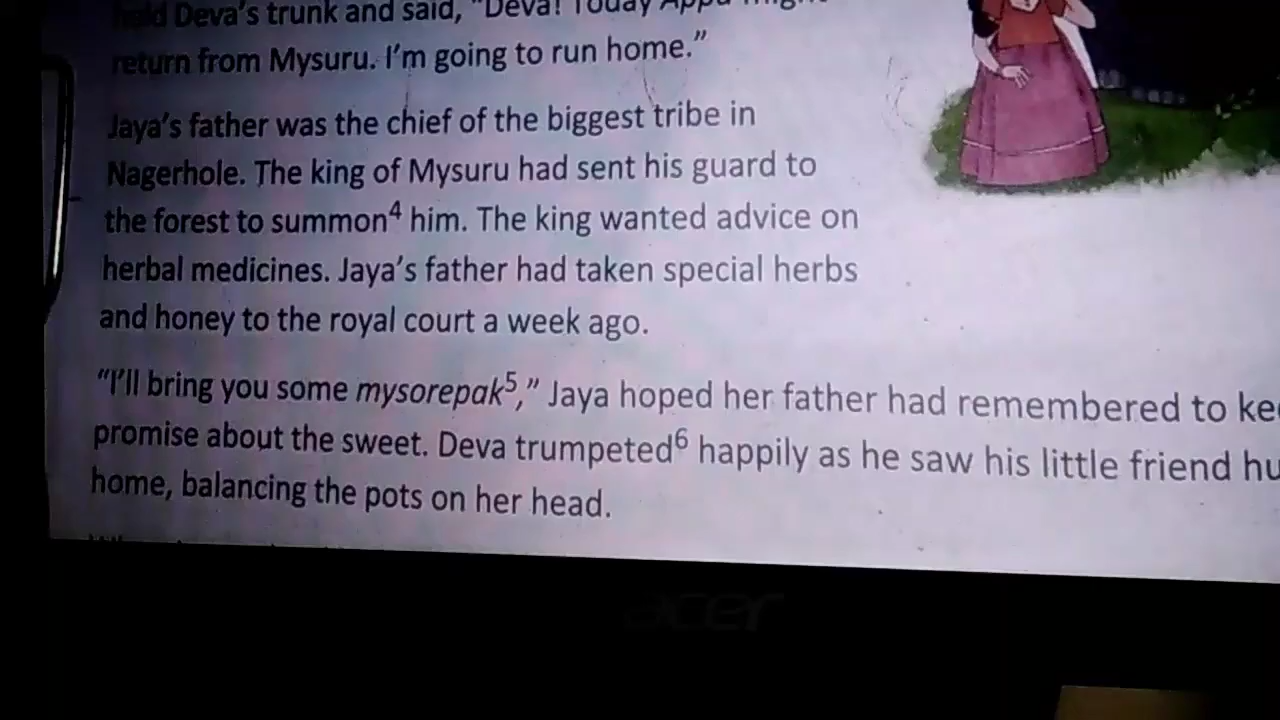 held Deva's trunk and said, "Deva! Today Appa might
return from Mysuru. I'm going to run home."
Jaya's father was the chief of the biggest tribe in
Nagerhole. The king of Mysuru had sent his guard to
the forest to summon⁴ him. The king wanted advice on
herbal medicines. Jaya's father had taken special herbs
and honey to the royal court a week ago.
"I'll bring you some mysorepak⁵," Jaya hoped her father had remembered to
promise about the sweet. Deva trumpeted⁶ happily as he saw his little friend
home, balancing the pots on her head.
acer